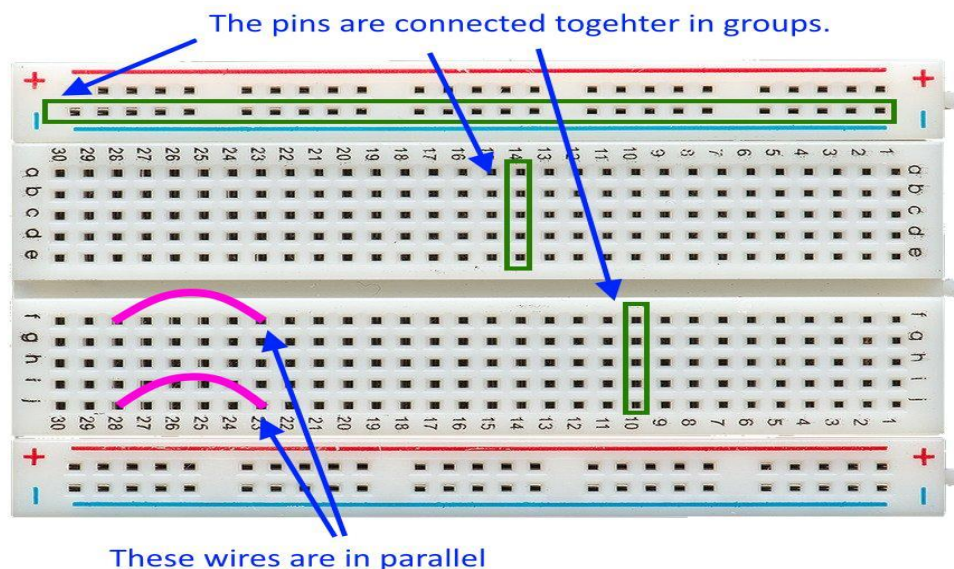 The pins are connected togehter in groups.
+ +
- -
30 29 28 27 26 25 24 23 22 21 20 19 18 17 16 15 14 13 12 11 10 9 8 7 6 5 4 3 2 1
a a
b b
c c
d d
e e
f f
g g
h h
i i
j j
30 29 28 27 26 25 24 23 22 21 20 19 18 17 16 15 14 13 12 11 10 9 8 7 6 5 4 3 2 1
+ +
- -
These wires are in parallel